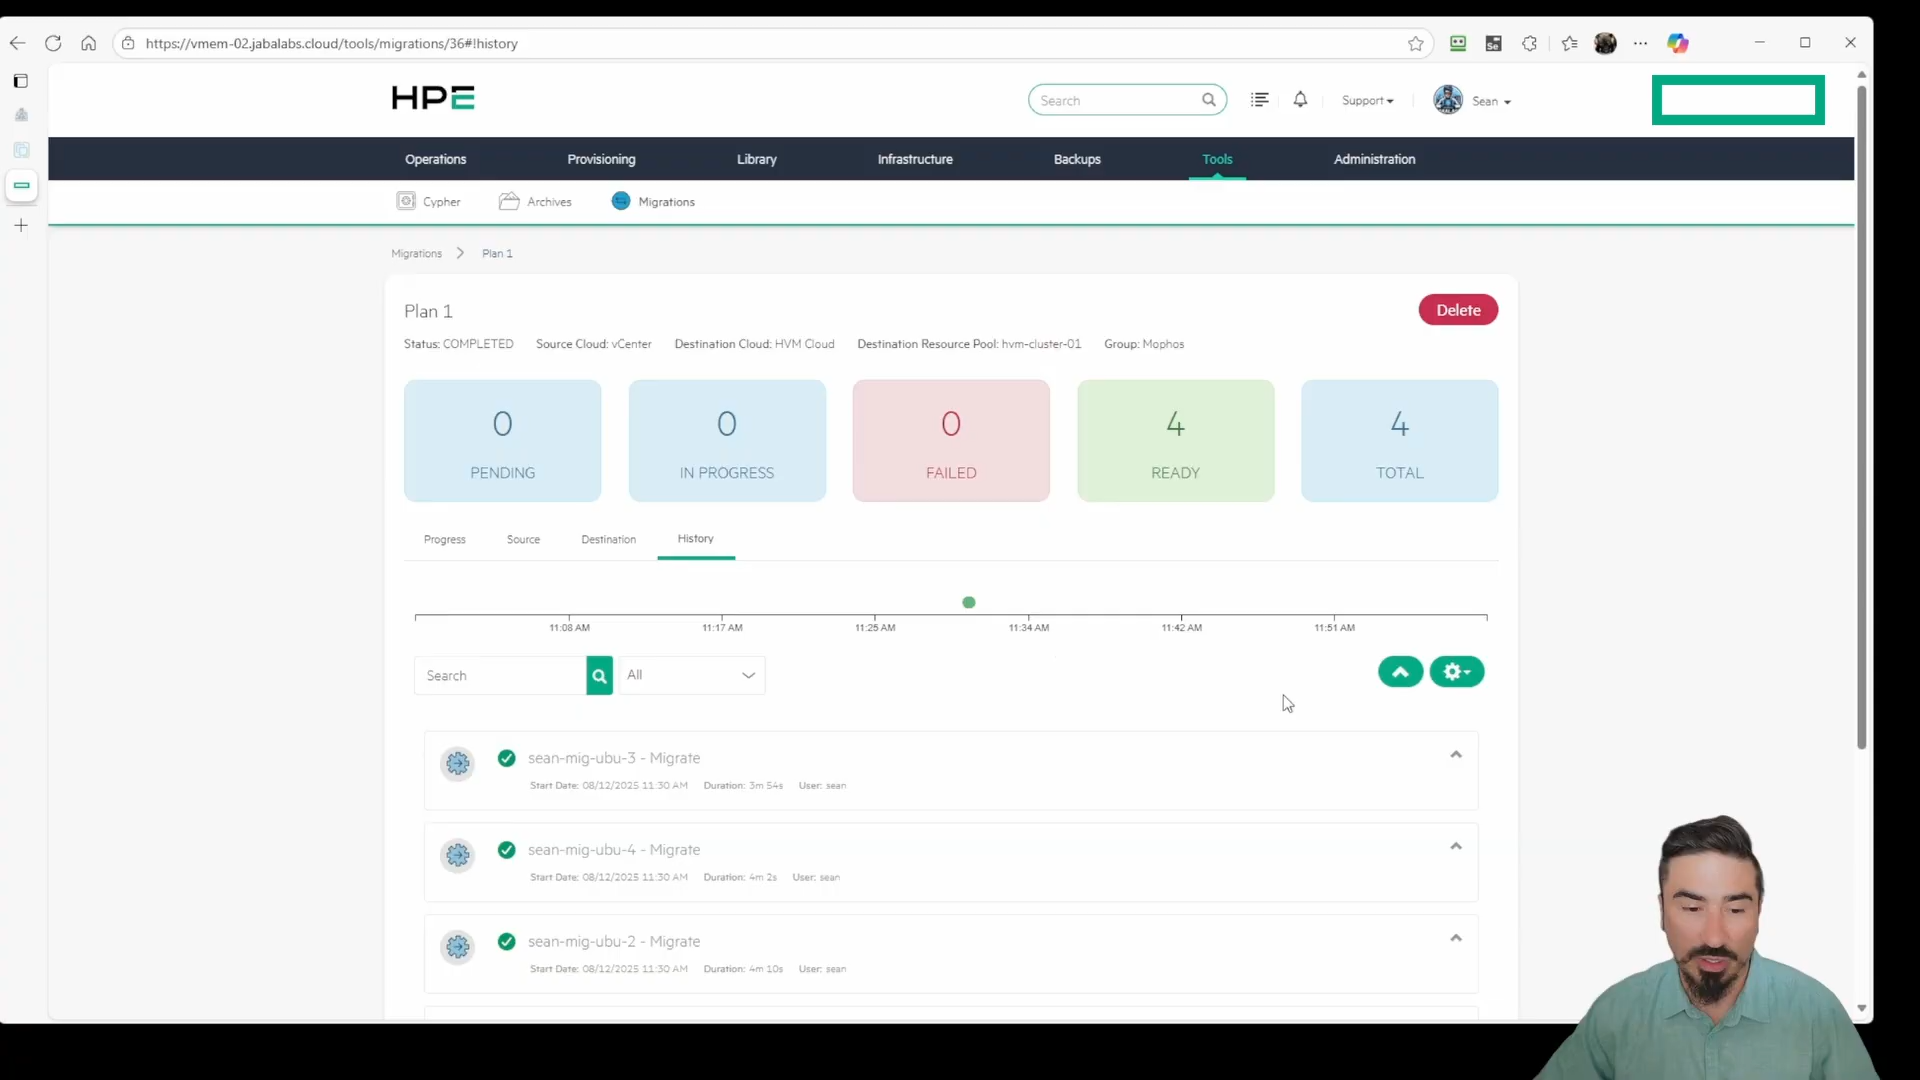 https://vmem-02.jabalabs.cloud/tools/migrations/36#!history
HPE
Search
Support
Sean
Operations
Provisioning
Library
Infrastructure
Backups
Tools
Administration
Cypher
Archives
Migrations
Migrations
Plan 1
Plan 1
Delete
Status: COMPLETED
Source Cloud: vCenter
Destination Cloud: HVM Cloud
Destination Resource Pool: hvm-cluster-01
Group: Mophos
0
PENDING
0
IN PROGRESS
0
FAILED
4
READY
4
TOTAL
Progress
Source
Destination
History
11:08 AM
11:17 AM
11:25 AM
11:34 AM
11:42 AM
11:51 AM
Search
All
sean-mig-ubu-3 - Migrate
Start Date: 08/12/2025 11:30 AM Duration: 3m 54s User: sean
sean-mig-ubu-4 - Migrate
Start Date: 08/12/2025 11:30 AM Duration: 4m 2s User: sean
sean-mig-ubu-2 - Migrate
Start Date: 08/12/2025 11:30 AM Duration: 4m 10s User: sean